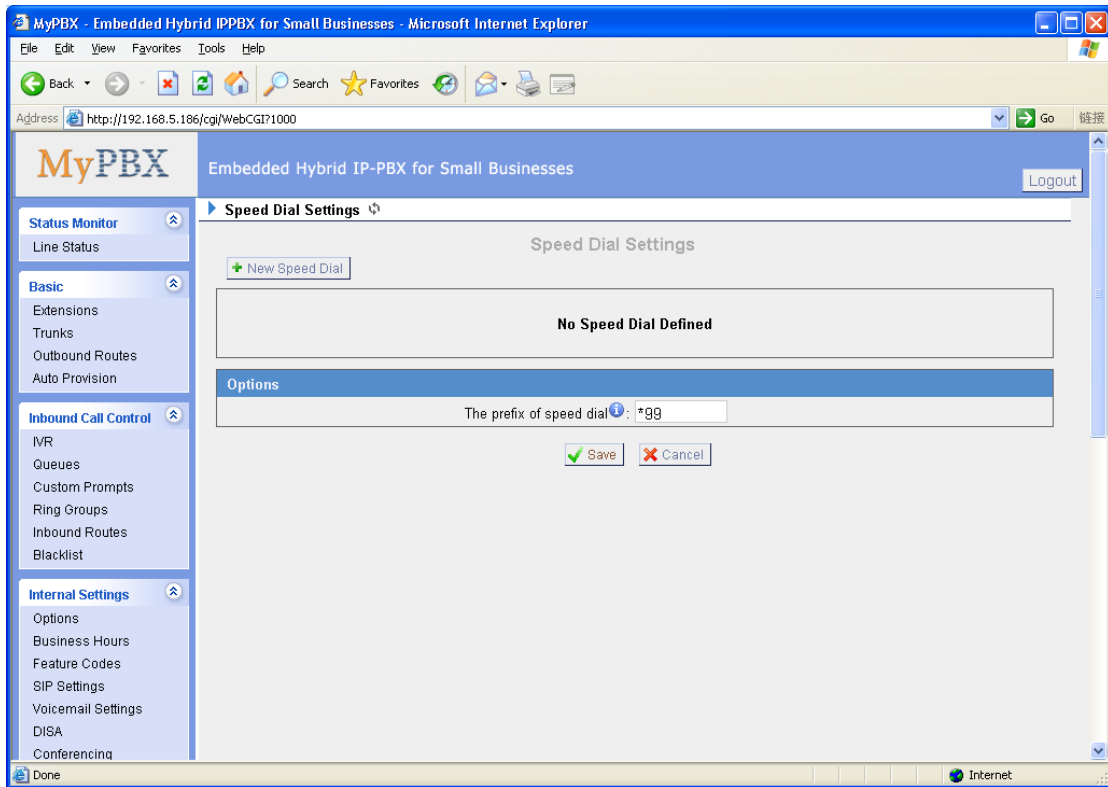 MyPBX - Embedded Hybrid IPPBX for Small Businesses - Microsoft Internet Explorer
File Edit View Favorites Tools Help
Back Search Favorites
Address http://192.168.5.186/cgi/WebCGI?1000 Go 链接
MyPBX Embedded Hybrid IP-PBX for Small Businesses
Logout
Speed Dial Settings
Status Monitor
Line Status
Basic
Extensions
Trunks
Outbound Routes
Auto Provision
Inbound Call Control
IVR
Queues
Custom Prompts
Ring Groups
Inbound Routes
Blacklist
Internal Settings
Options
Business Hours
Feature Codes
SIP Settings
Voicemail Settings
DISA
Conferencing
Speed Dial Settings
New Speed Dial
No Speed Dial Defined
Options
The prefix of speed dial : *99
Save Cancel
Done Internet